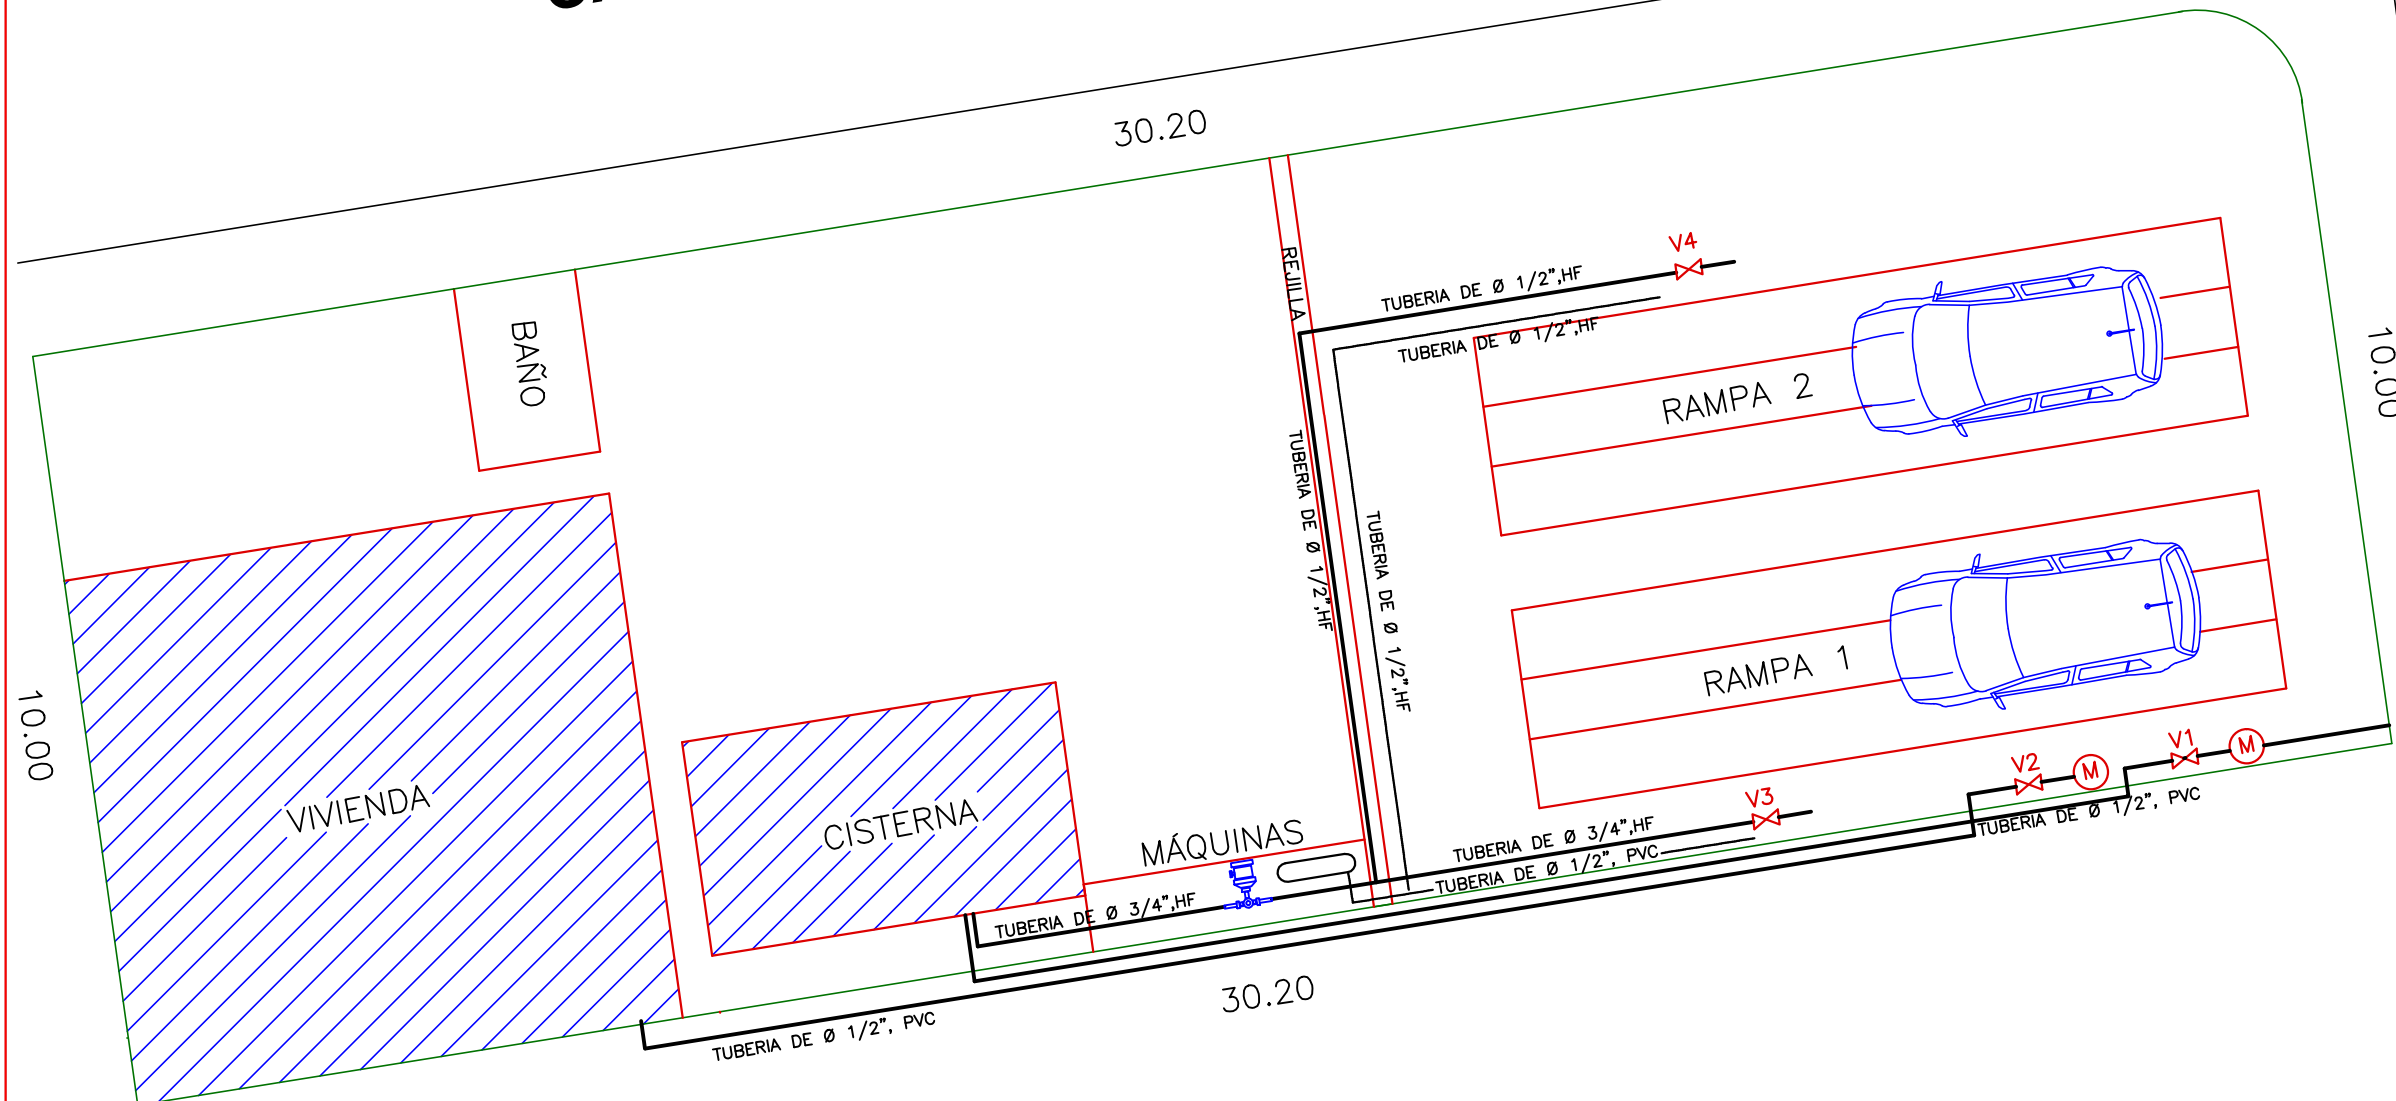 30.20
V4
REJILLA
TUBERIA DE Ø 1/2",HF
TUBERIA DE Ø 1/2",HF
BAÑO
10.00
RAMPA 2
TUBERIA DE Ø 1/2",HF
TUBERIA DE Ø 1/2",HF
RAMPA 1
10.00
V1
M
V2
M
VIVIENDA
CISTERNA
MÁQUINAS
V3
TUBERIA DE Ø 3/4",HF
TUBERIA DE Ø 1/2", PVC
TUBERIA DE Ø 1/2", PVC
TUBERIA DE Ø 3/4",HF
30.20
TUBERIA DE Ø 1/2", PVC